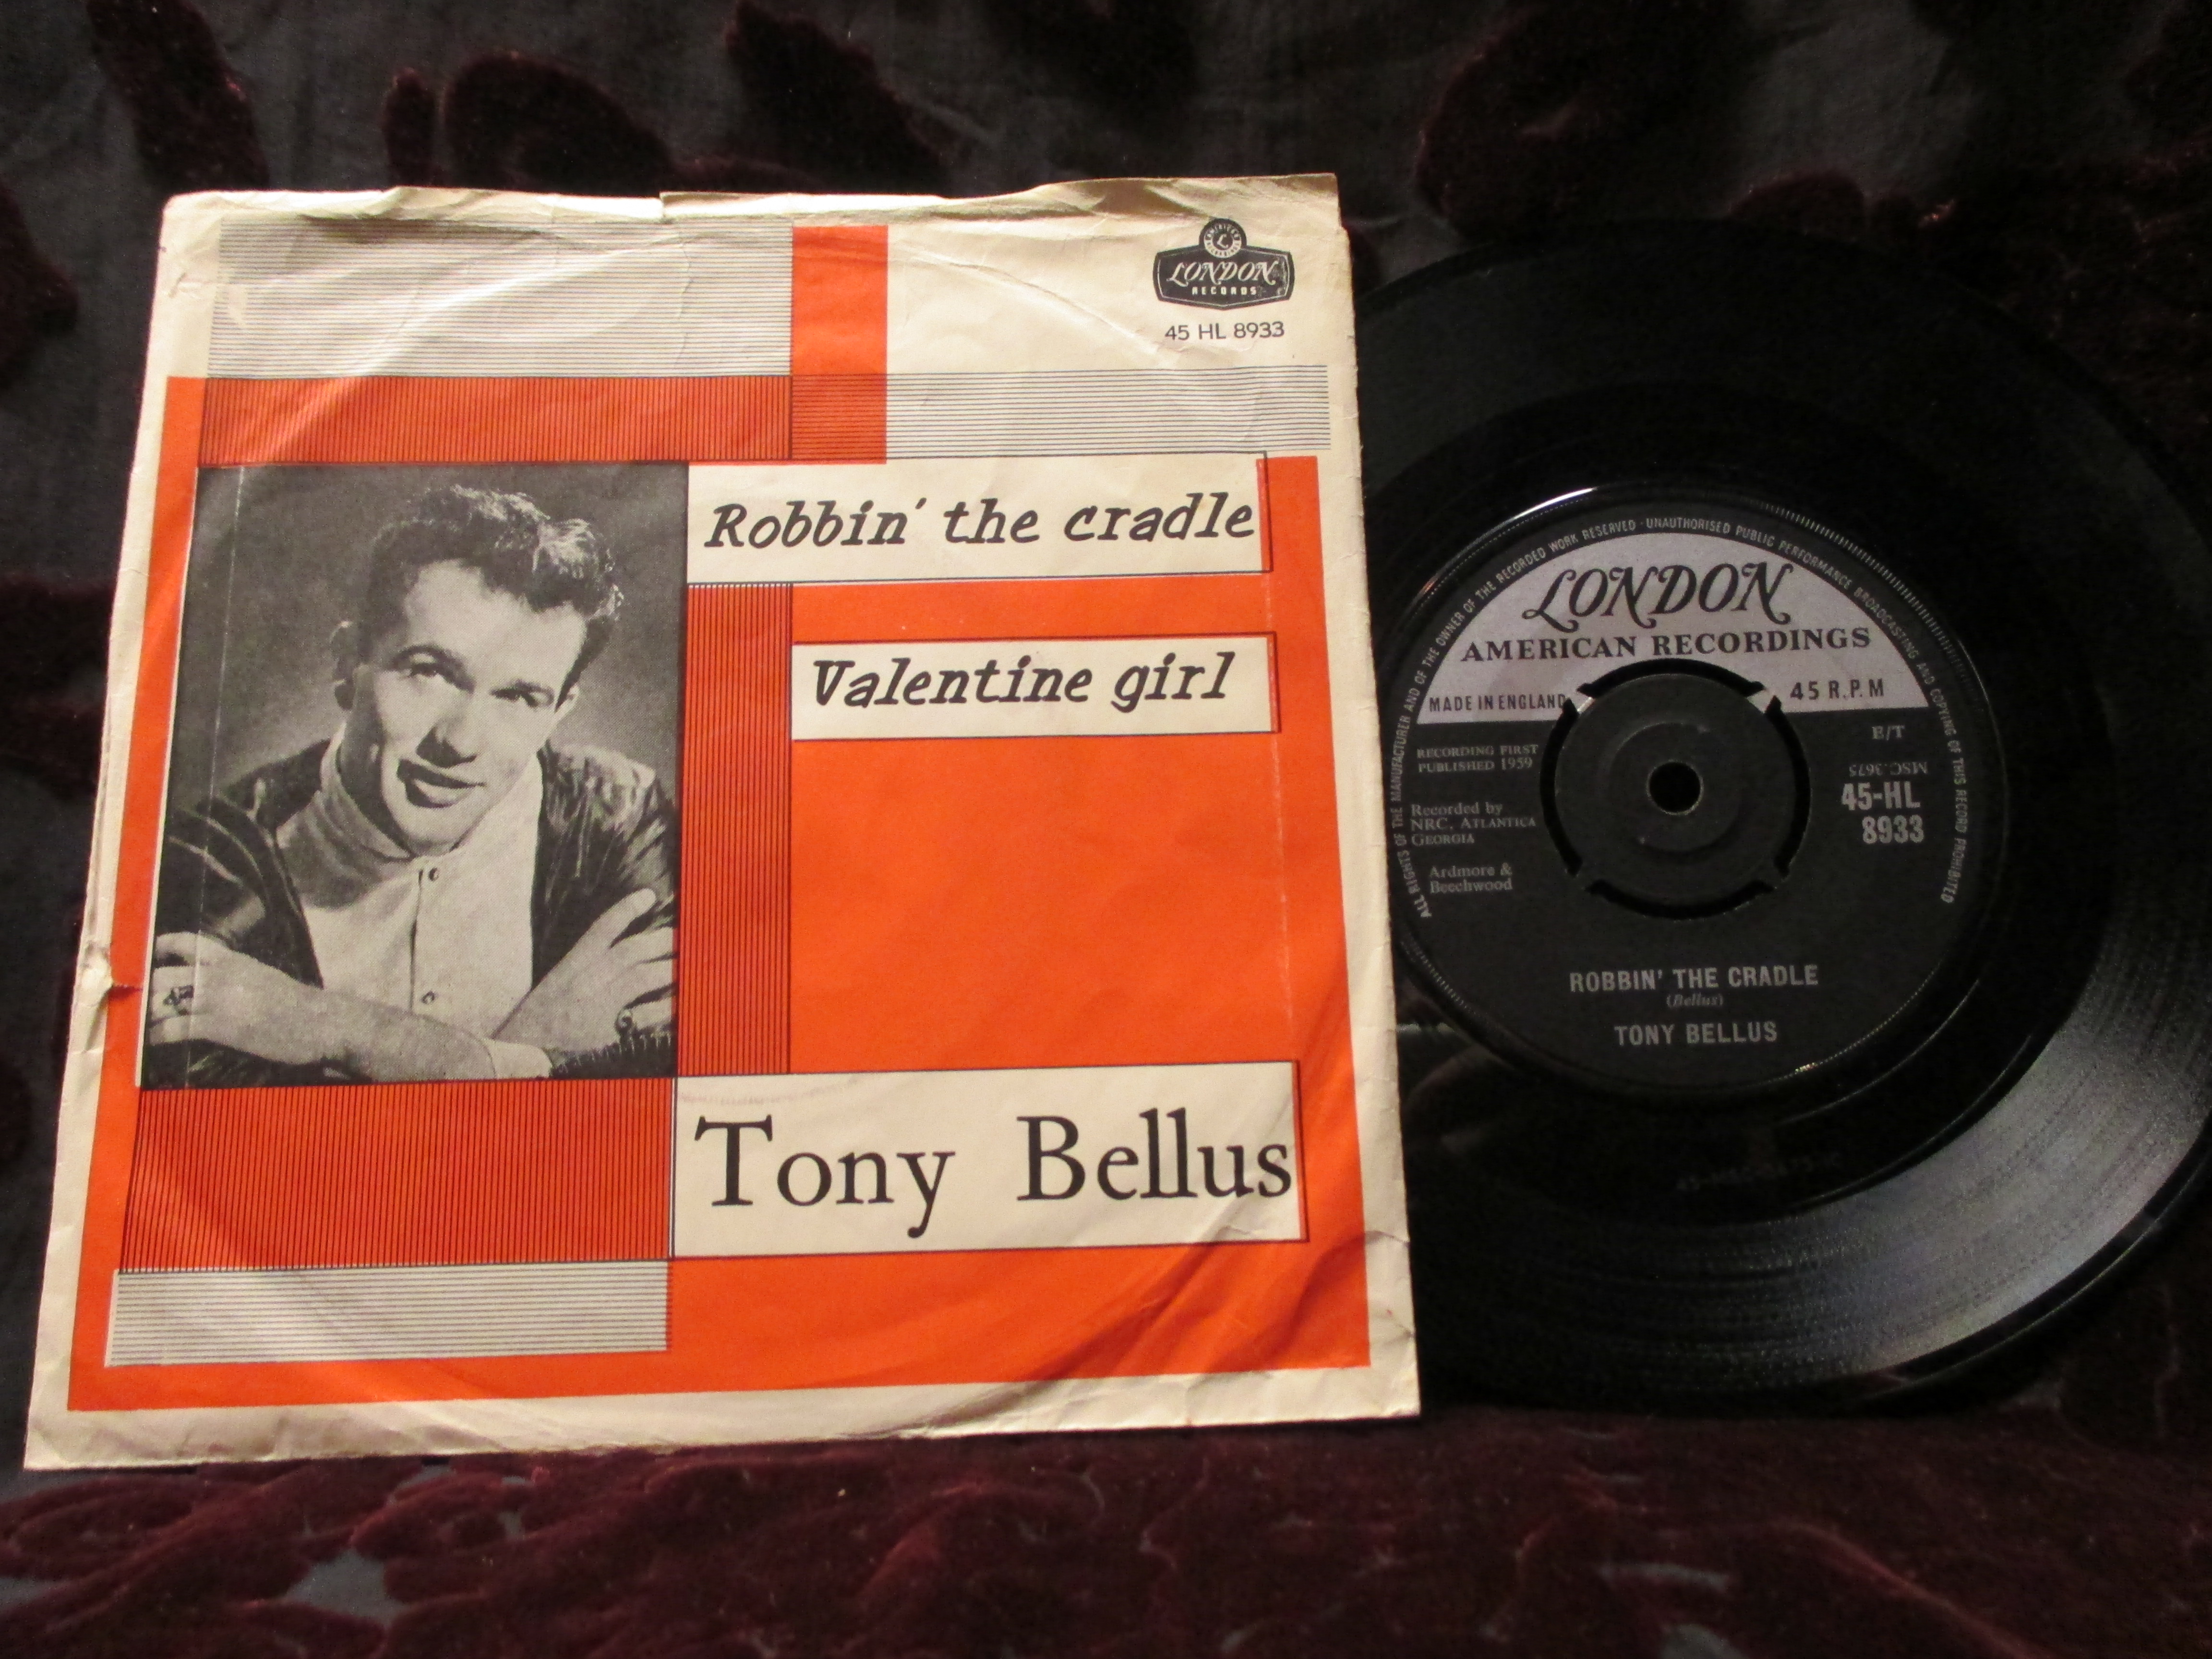 AMERICAN
L
LONDON
RECORDS
45 HL 8933
Robbin' the cradle
Valentine girl
Tony Bellus
ALL RIGHTS OF THE MANUFACTURER AND OF THE OWNER OF THE RECORDED WORK RESERVED · UNAUTHORISED PUBLIC PERFORMANCE BROADCASTING AND COPYING OF THIS RECORD PROHIBITED
LONDON
AMERICAN RECORDINGS
MADE IN ENGLAND
45 R.P.M
E/T
RECORDING FIRST
PUBLISHED 1959
MSC.3675
45-HL
8933
Recorded by
NRC, ATLANTICA
GEORGIA
Ardmore &
Beechwood
ROBBIN' THE CRADLE
(Bellus)
TONY BELLUS